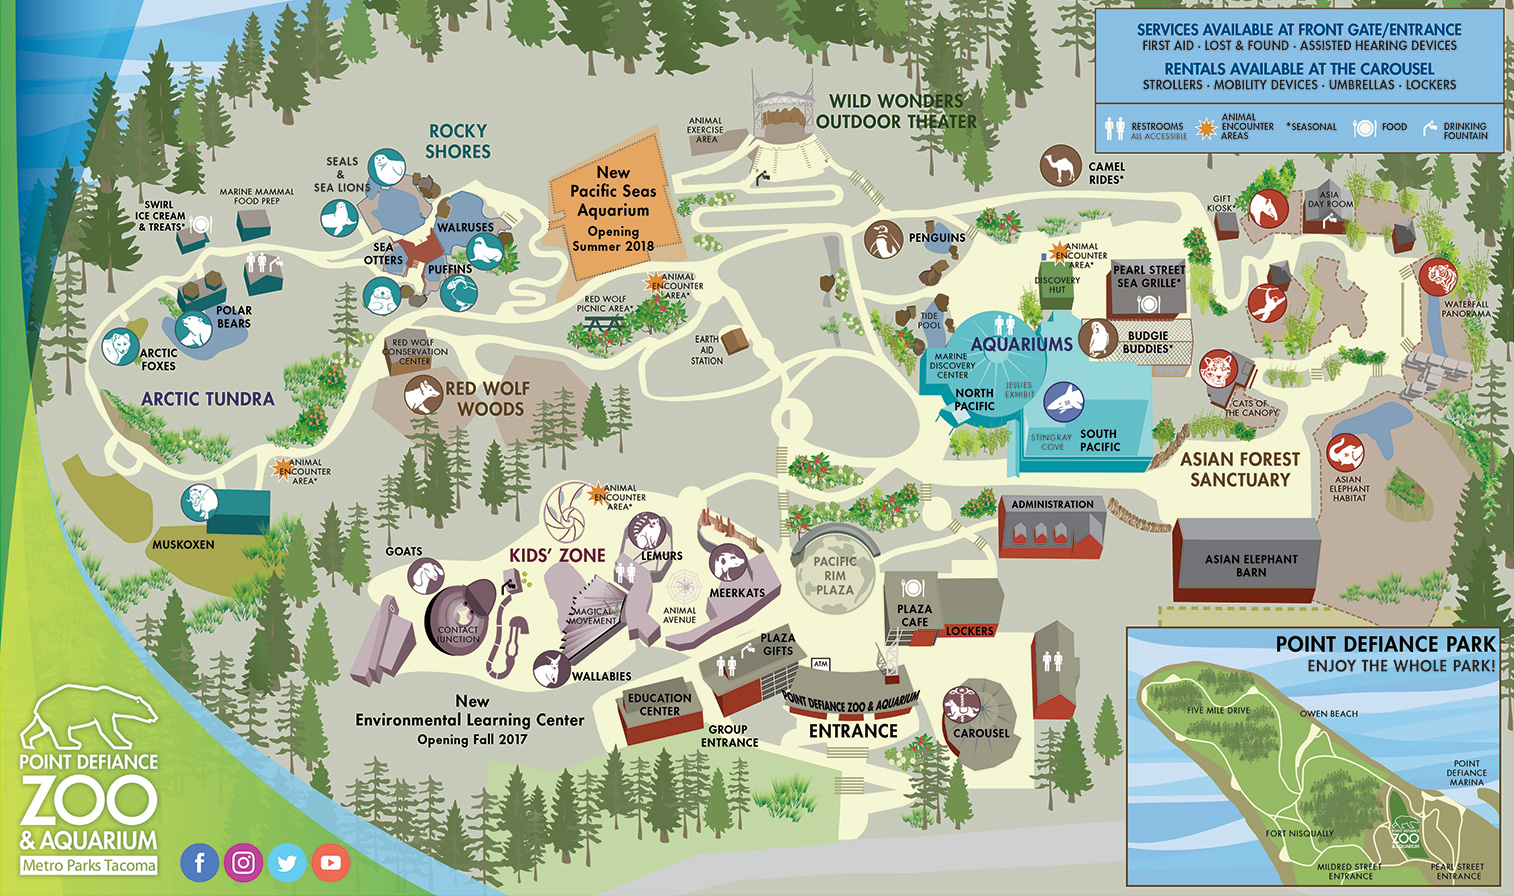 SERVICES AVAILABLE AT FRONT GATE/ENTRANCE
FIRST AID · LOST & FOUND · ASSISTED HEARING DEVICES
RENTALS AVAILABLE AT THE CAROUSEL
STROLLERS · MOBILITY DEVICES · UMBRELLAS · LOCKERS
RESTROOMS
ALL ACCESSIBLE
ANIMAL
ENCOUNTER
AREAS
*SEASONAL
FOOD
DRINKING
FOUNTAIN
WILD WONDERS
OUTDOOR THEATER
ANIMAL
EXERCISE
AREA
ROCKY
SHORES
SEALS
&
SEA LIONS
MARINE MAMMAL
FOOD PREP
SWIRL
ICE CREAM
& TREATS*
WALRUSES
SEA
OTTERS
PUFFINS
New
Pacific Seas
Aquarium
Opening
Summer 2018
CAMEL
RIDES*
GIFT
KIOSK
ASIA
DAY ROOM
PENGUINS
ANIMAL
ENCOUNTER
AREA*
DISCOVERY
HUT
PEARL STREET
SEA GRILLE*
WATERFALL
PANORAMA
ANIMAL
ENCOUNTER
AREA*
RED WOLF
PICNIC AREA*
POLAR
BEARS
ARCTIC
FOXES
RED WOLF
CONSERVATION
CENTER
EARTH
AID
STATION
TIDE
POOL
AQUARIUMS
BUDGIE
BUDDIES*
MARINE
DISCOVERY
CENTER
NORTH
PACIFIC
JELLIES
EXHIBIT
STINGRAY
COVE
SOUTH
PACIFIC
CATS OF
THE CANOPY
ARCTIC TUNDRA
RED WOLF
WOODS
ASIAN FOREST
SANCTUARY
ASIAN
ELEPHANT
HABITAT
ANIMAL
ENCOUNTER
AREA*
MUSKOXEN
ANIMAL
ENCOUNTER
AREA*
KIDS' ZONE
GOATS
LEMURS
MEERKATS
CONTACT
JUNCTION
MAGICAL
MOVEMENT
ANIMAL
AVENUE
WALLABIES
PACIFIC
RIM
PLAZA
ADMINISTRATION
ASIAN ELEPHANT
BARN
PLAZA
CAFE
LOCKERS
PLAZA
GIFTS
ATM
EDUCATION
CENTER
GROUP
ENTRANCE
POINT DEFIANCE ZOO & AQUARIUM
ENTRANCE
CAROUSEL
New
Environmental Learning Center
Opening Fall 2017
POINT DEFIANCE PARK
ENJOY THE WHOLE PARK!
FIVE MILE DRIVE
OWEN BEACH
POINT
DEFIANCE
MARINA
FORT NISQUALLY
POINT DEFIANCE
ZOO
& AQUARIUM
MILDRED STREET
ENTRANCE
PEARL STREET
ENTRANCE
POINT DEFIANCE
ZOO
& AQUARIUM
Metro Parks Tacoma